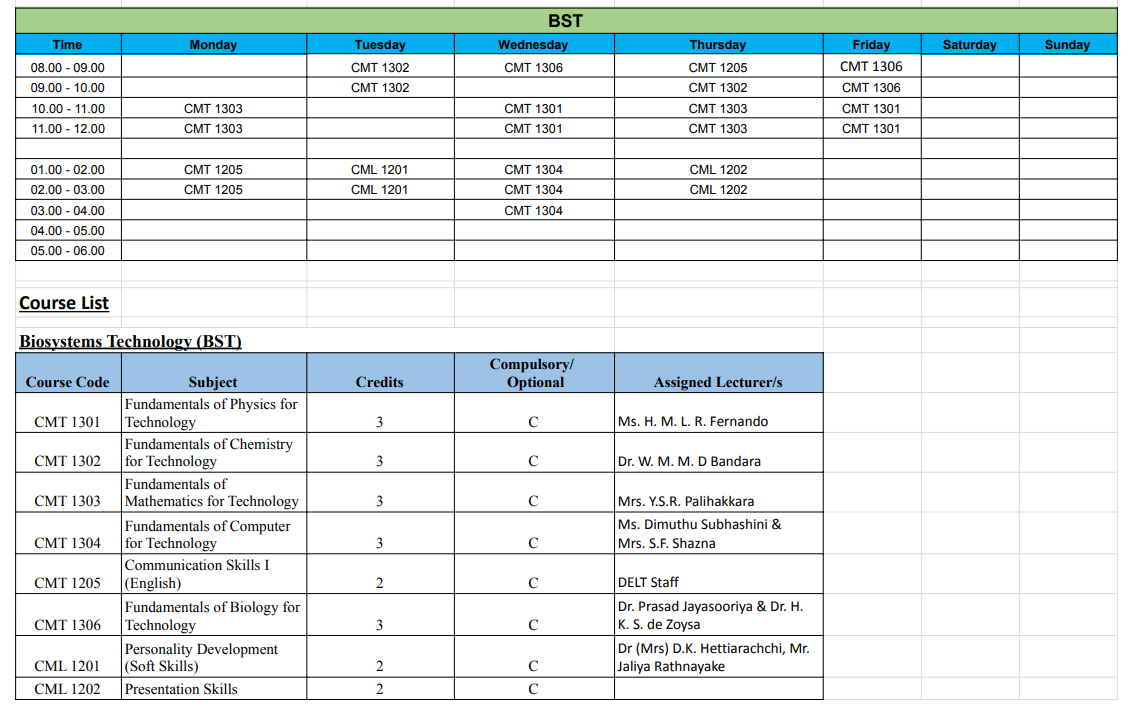 BST
Time Monday Tuesday Wednesday Thursday Friday Saturday Sunday
08.00 - 09.00 CMT 1302 CMT 1306 CMT 1205 CMT 1306
09.00 - 10.00 CMT 1302 CMT 1302 CMT 1306
10.00 - 11.00 CMT 1303 CMT 1301 CMT 1303 CMT 1301
11.00 - 12.00 CMT 1303 CMT 1301 CMT 1303 CMT 1301
01.00 - 02.00 CMT 1205 CML 1201 CMT 1304 CML 1202
02.00 - 03.00 CMT 1205 CML 1201 CMT 1304 CML 1202
03.00 - 04.00 CMT 1304
04.00 - 05.00
05.00 - 06.00
Course List
Biosystems Technology (BST)
Compulsory/
Course Code Subject Credits Optional Assigned Lecturer/s
Fundamentals of Physics for
CMT 1301 Technology 3 C Ms. H. M. L. R. Fernando
Fundamentals of Chemistry
CMT 1302 for Technology 3 C Dr. W. M. M. D Bandara
Fundamentals of
CMT 1303 Mathematics for Technology 3 C Mrs. Y.S.R. Palihakkara
Fundamentals of Computer Ms. Dimuthu Subhashini &
CMT 1304 for Technology 3 C Mrs. S.F. Shazna
Communication Skills I
CMT 1205 (English) 2 C DELT Staff
Fundamentals of Biology for Dr. Prasad Jayasooriya & Dr. H.
CMT 1306 Technology 3 C K. S. de Zoysa
Personality Development Dr (Mrs) D.K. Hettiarachchi, Mr.
CML 1201 (Soft Skills) 2 C Jaliya Rathnayake
CML 1202 Presentation Skills 2 C